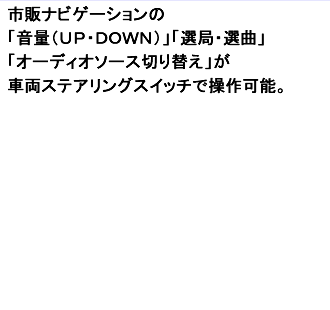 市販ナビゲーションの
「音量（UP・DOWN）」「選局・選曲」
「オーディオソース切り替え」が
車両ステアリングスイッチで操作可能。